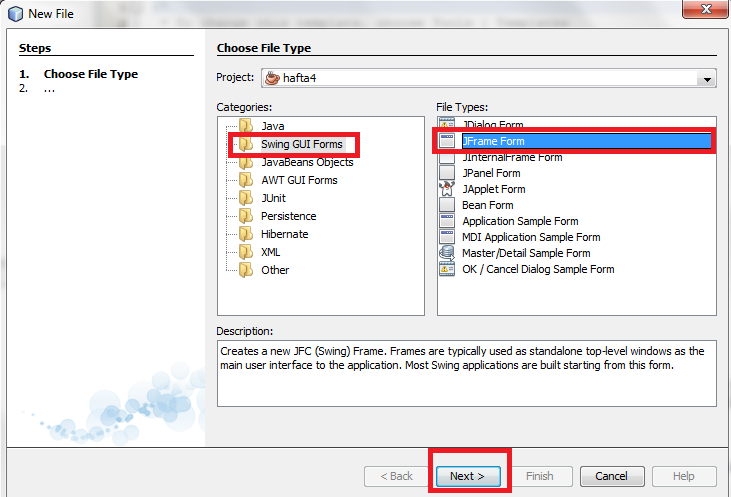 New File
Steps
1. Choose File Type
2. ...
Choose File Type
Project: hafta4
Categories:
Java
Swing GUI Forms
JavaBeans Objects
AWT GUI Forms
JUnit
Persistence
Hibernate
XML
Other
File Types:
JDialog Form
JFrame Form
JInternalFrame Form
JPanel Form
JApplet Form
Bean Form
Application Sample Form
MDI Application Sample Form
Master/Detail Sample Form
OK / Cancel Dialog Sample Form
Description:
Creates a new JFC (Swing) Frame. Frames are typically used as standalone top-level windows as the
main user interface to the application. Most Swing applications are built starting from this form.
< Back Next > Finish Cancel Help